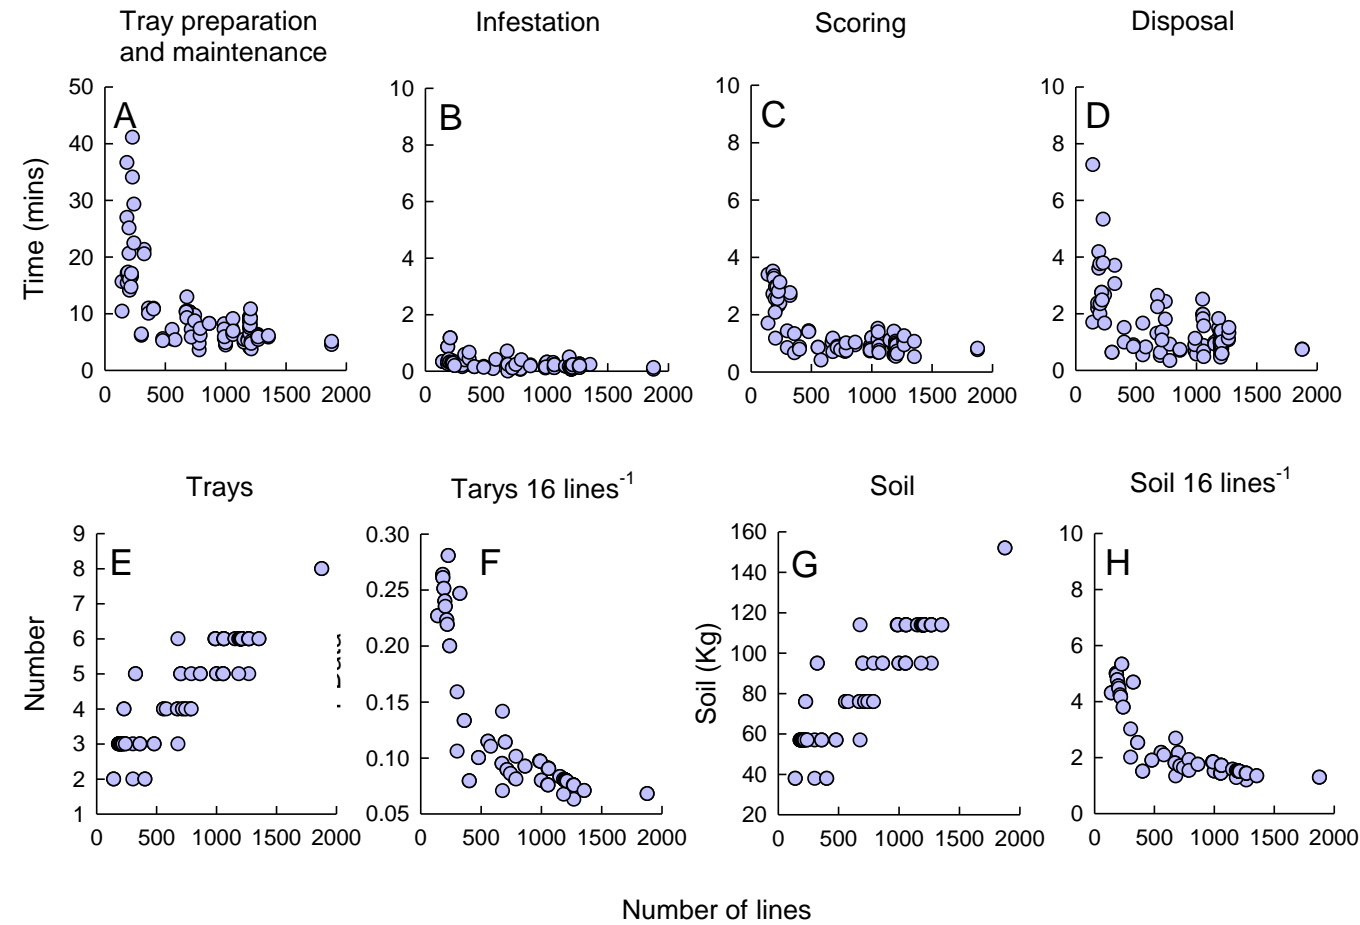 Tray preparation
and maintenance
Infestation
Scoring
Disposal
Time (mins)
A
50
40
30
20
10
0
0 500 1000 1500 2000
B
10
8
6
4
2
0
0 500 1000 1500 2000
C
10
8
6
4
2
0
0 500 1000 1500 2000
D
10
8
6
4
2
0
0 500 1000 1500 2000
Trays
Tarys 16 lines-1
Soil
Soil 16 lines-1
Number
E
9
8
7
6
5
4
3
2
1
0 500 1000 1500 2000
F
0.30
0.25
0.20
0.15
0.10
0.05
0 500 1000 1500 2000
Soil (Kg)
G
160
140
120
100
80
60
40
20
0 500 1000 1500 2000
H
10
8
6
4
2
0
0 500 1000 1500 2000
Number of lines